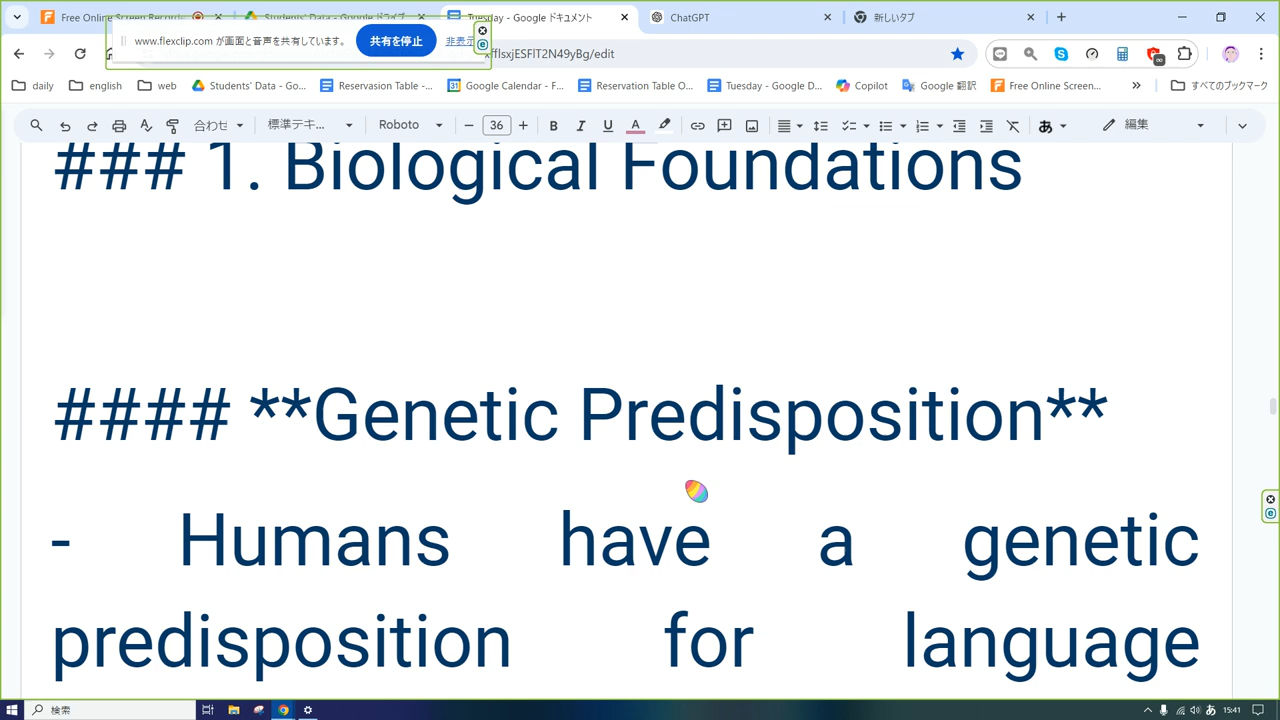 Free Online Screen Record
Students' Data - Google ドライブ
Tuesday - Google ドキュメント
ChatGPT
新しいタブ
www.flexclip.com が画面と音声を共有しています。
共有を停止
非表示
fflsxjESFlT2N49yBg/edit
daily
english
web
Students' Data - Go...
Reservasion Table -...
Google Calendar - F...
Reservation Table O...
Tuesday - Google D...
Copilot
Google 翻訳
Free Online Screen...
すべてのブックマーク
合わせ
標準テキ...
Roboto
36
B I U A
あ
編集
### 1. Biological Foundations
#### **Genetic Predisposition**
- Humans have a genetic
predisposition for language
検索
あ
15:41